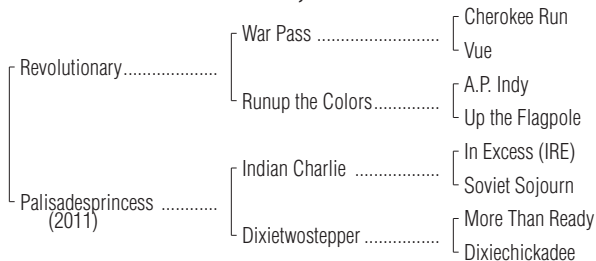 Cherokee Run
War Pass ..........................
Vue
Revolutionary....................
A.P. Indy
Runup the Colors..............
Up the Flagpole
In Excess (IRE)
Indian Charlie ..................
Soviet Sojourn
Palisadesprincess ............
(2011)
More Than Ready
Dixietwostepper ................
Dixiechickadee